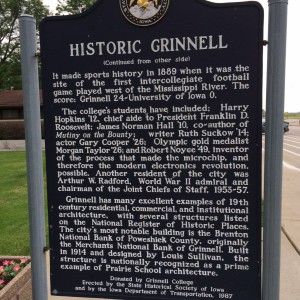 IOWA
HISTORIC GRINNELL
(Continued from other side)
It made sports history in 1889 when it was the
site of the first intercollegiate football
game played west of the Mississippi River. The
score: Grinnell 24-University of Iowa 0.
The college's students have included; Harry
Hopkins '12, chief aide to President Franklin D.
Roosevelt; James Norman Hall '10, co-author of
Mutiny on the Bounty; writer Ruth Suckow '14;
actor Gary Cooper '26; Olympic gold medalist
Morgan Taylor '26; and Robert Noyce '49, inventor
of the process that made the microchip, and
therefore the modern electronics revolution,
possible. Another resident of the city was
Arthur W. Radford, World War II admiral and
chairman of the Joint Chiefs of Staff, 1953-57.
Grinnell has many excellent examples of 19th
century residential, commercial, and institutional
architecture, with several structures listed
on the National Register of Historic Places.
The city's most notable building is the Brenton
National Bank of Poweshiek County, originally
the Merchants National Bank of Grinnell. Built
in 1914 and designed by Louis Sullivan, the
structure is nationally recognized as a prime
example of Prairie School architecture.
Donated by Grinnell College
Erected by the State Historical Society of Iowa
and by the Iowa Department of Transportation, 1987